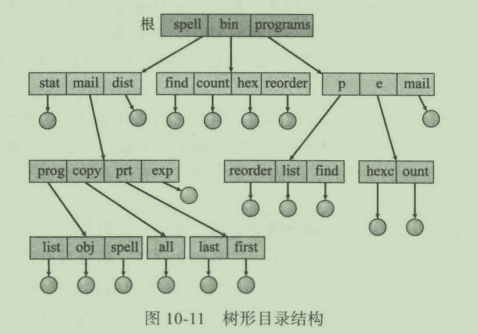 根 spell bin programs
stat mail dist find count hex reorder p e mail
prog copy prt exp reorder list find hexc ount
list obj spell all last first
图 10-11 树形目录结构